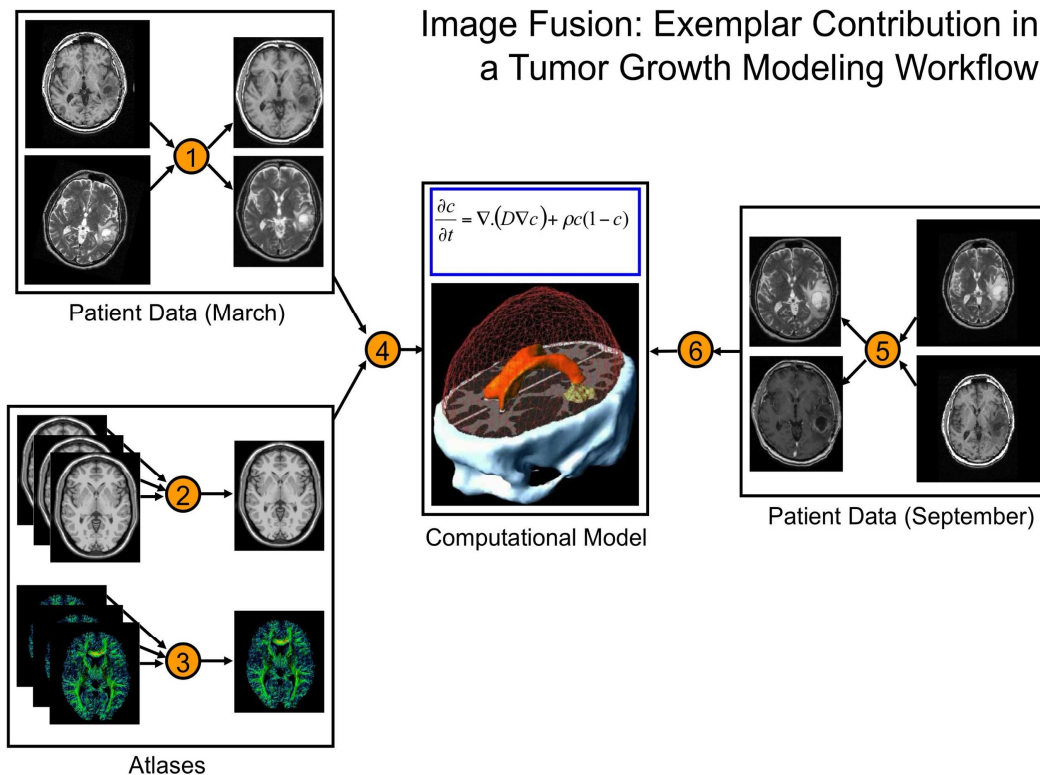 Image Fusion: Exemplar Contribution in
a Tumor Growth Modeling Workflow
1
Patient Data (March)
2
3
Atlases
4
∂c/∂t = ∇.(D∇c)+ ρc(1−c)
Computational Model
6
5
Patient Data (September)